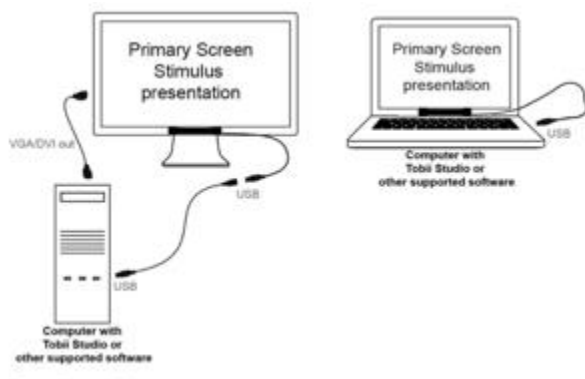 Primary Screen
Stimulus
presentation
VGA/DVI out
USB
USB
Computer with
Tobii Studio or
other supported software
Primary Screen
Stimulus
presentation
USB
Computer with
Tobii Studio or
other supported software